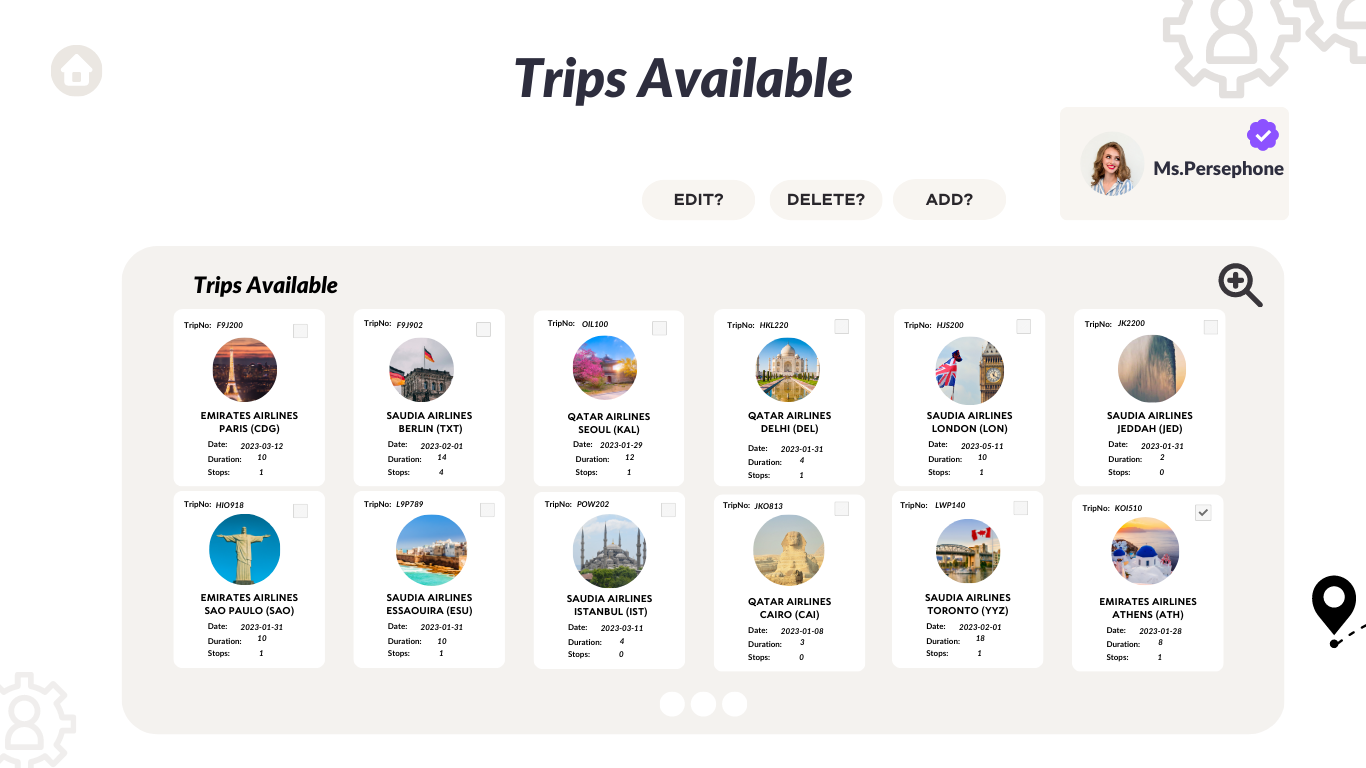 Trips Available
Ms.Persephone
EDIT? DELETE? ADD?
Trips Available
TripNo: F9J200
EMIRATES AIRLINES
PARIS (CDG)
Date: 2023-03-12
Duration: 10
Stops: 1
TripNo: F9J902
SAUDIA AIRLINES
BERLIN (TXT)
Date: 2023-02-01
Duration: 14
Stops: 4
TripNo: OIL100
QATAR AIRLINES
SEOUL (KAL)
Date: 2023-01-29
Duration: 12
Stops: 1
TripNo: HKL220
QATAR AIRLINES
DELHI (DEL)
Date: 2023-01-31
Duration: 4
Stops: 1
TripNo: HJS200
SAUDIA AIRLINES
LONDON (LON)
Date: 2023-05-11
Duration: 10
Stops: 1
TripNo: JK2200
SAUDIA AIRLINES
JEDDAH (JED)
Date: 2023-01-31
Duration: 2
Stops: 0
TripNo: HIO918
EMIRATES AIRLINES
SAO PAULO (SAO)
Date: 2023-01-31
Duration: 10
Stops: 1
TripNo: L9P789
SAUDIA AIRLINES
ESSAOUIRA (ESU)
Date: 2023-01-31
Duration: 10
Stops: 1
TripNo: POW202
SAUDIA AIRLINES
ISTANBUL (IST)
Date: 2023-03-11
Duration: 4
Stops: 0
TripNo: JKO813
QATAR AIRLINES
CAIRO (CAI)
Date: 2023-01-08
Duration: 3
Stops: 0
TripNo: LWP140
SAUDIA AIRLINES
TORONTO (YYZ)
Date: 2023-02-01
Duration: 18
Stops: 1
TripNo: KOI510
EMIRATES AIRLINES
ATHENS (ATH)
Date: 2023-01-28
Duration: 8
Stops: 1